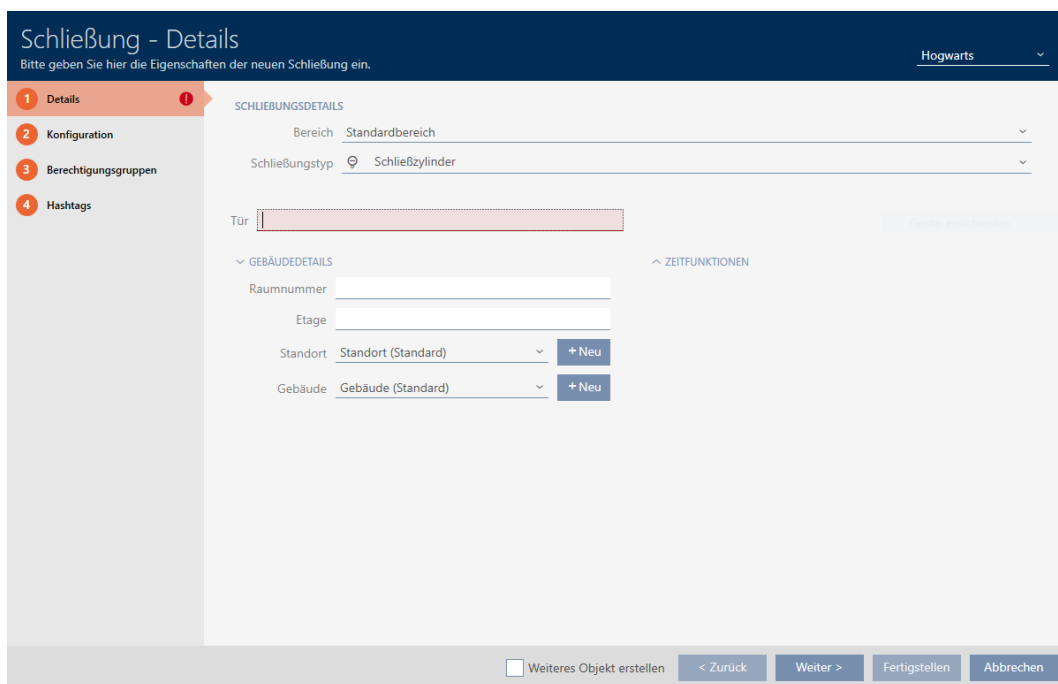 Schließung - Details
Bitte geben Sie hier die Eigenschaften der neuen Schließung ein.
Hogwarts
1 Details
2 Konfiguration
3 Berechtigungsgruppen
4 Hashtags
SCHLIEßUNGSDETAILS
Bereich Standardbereich
Schließungstyp Schließzylinder
Tür
GEBÄUDEDETAILS
ZEITFUNKTIONEN
Raumnummer
Etage
Standort Standort (Standard) +Neu
Gebäude Gebäude (Standard) +Neu
Weiteres Objekt erstellen
< Zurück
Weiter >
Fertigstellen
Abbrechen